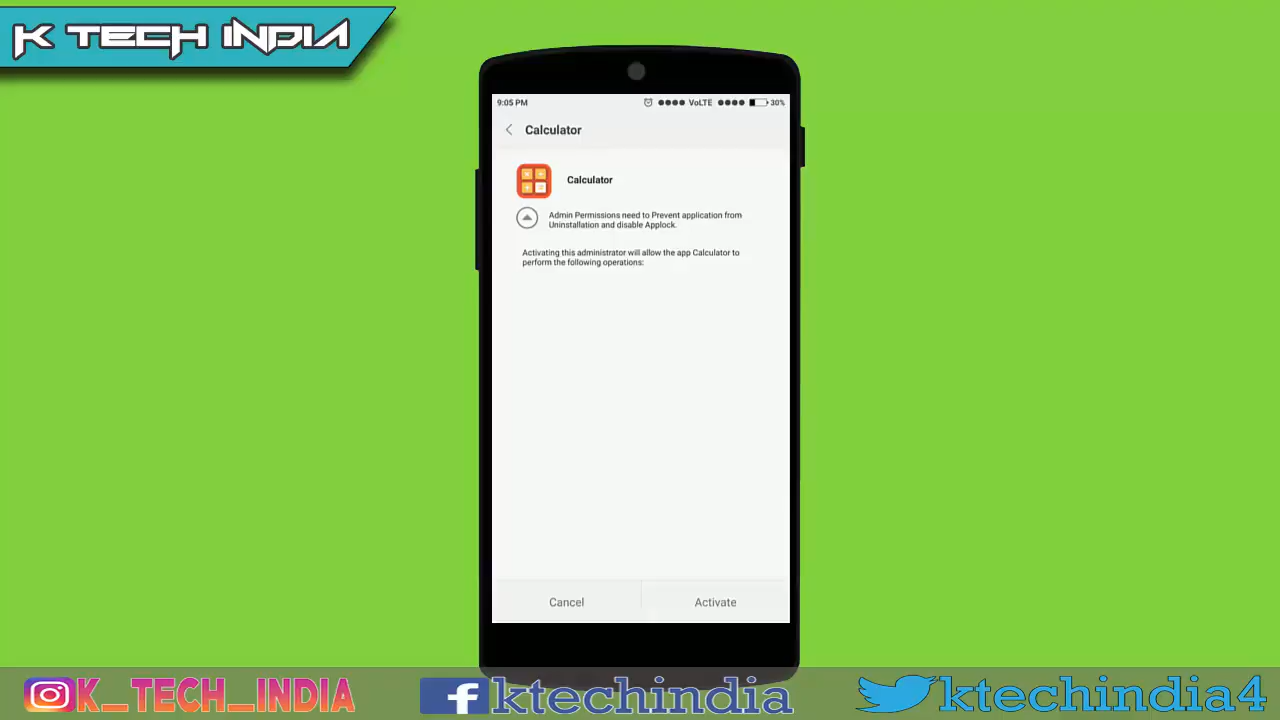 K TECH INDIA
9:05 PM
VoLTE
30%
Calculator
Calculator
Admin Permissions need to Prevent application from
Uninstallation and disable Applock.
Activating this administrator will allow the app Calculator to
perform the following operations:
Cancel
Activate
K_TECH_INDIA
ktechindia
ktechindia4